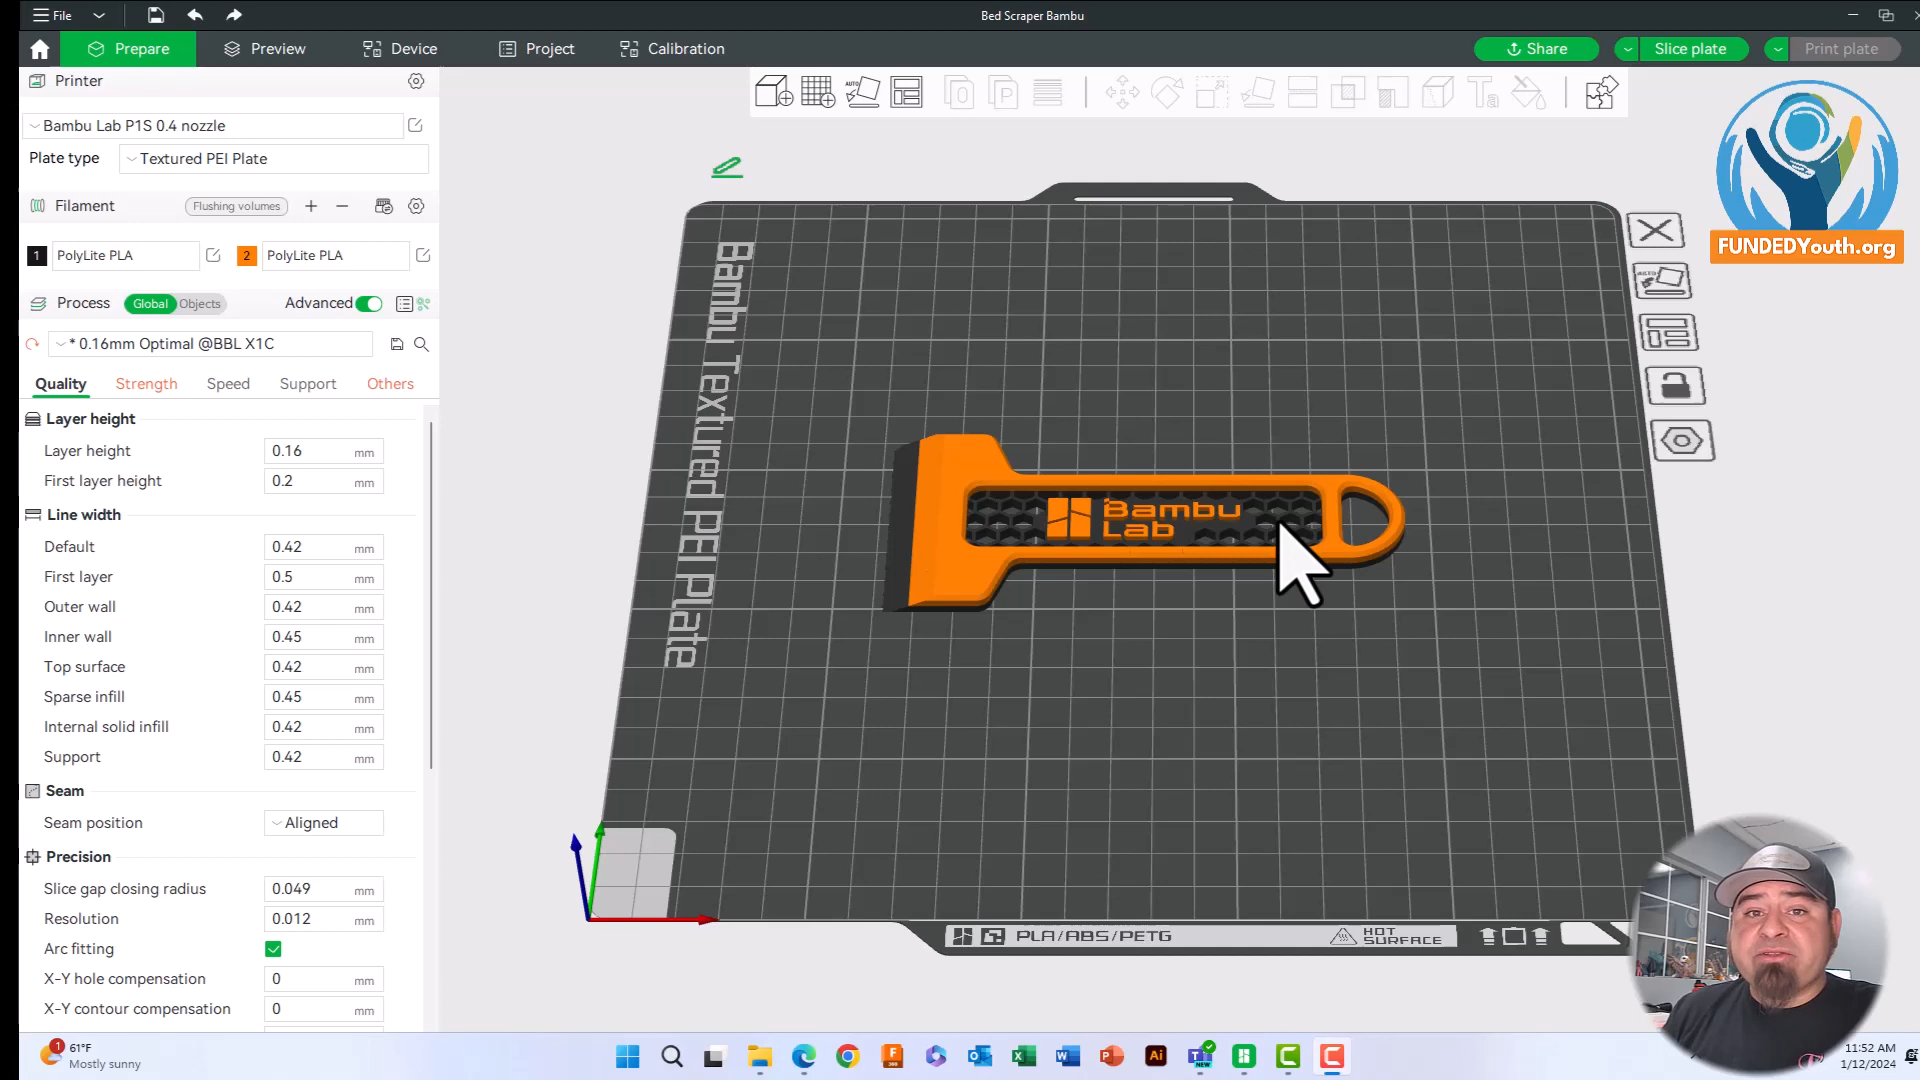 File
Bed Scraper Bambu
Prepare
Preview
Device
Project
Calibration
Share
Slice plate
Print plate
Printer
Bambu Lab P1S 0.4 nozzle
Plate type
Textured PEI Plate
Filament
Flushing volumes
1
PolyLite PLA
2
PolyLite PLA
Process
Global
Objects
Advanced
* 0.16mm Optimal @BBL X1C
Quality
Strength
Speed
Support
Others
Layer height
Layer height 0.16 mm
First layer height 0.2 mm
Line width
Default 0.42 mm
First layer 0.5 mm
Outer wall 0.42 mm
Inner wall 0.45 mm
Top surface 0.42 mm
Sparse infill 0.45 mm
Internal solid infill 0.42 mm
Support 0.42 mm
Seam
Seam position Aligned
Precision
Slice gap closing radius 0.049 mm
Resolution 0.012 mm
Arc fitting
X-Y hole compensation 0 mm
X-Y contour compensation 0 mm
AUTO
Bambu Textured PEI Plate
Bambu
Lab
PLA/ABS/PETG
HOT
SURFACE
FUNDEDYouth.org
1
61°F
Mostly sunny
NEW
11:52 AM
1/12/2024